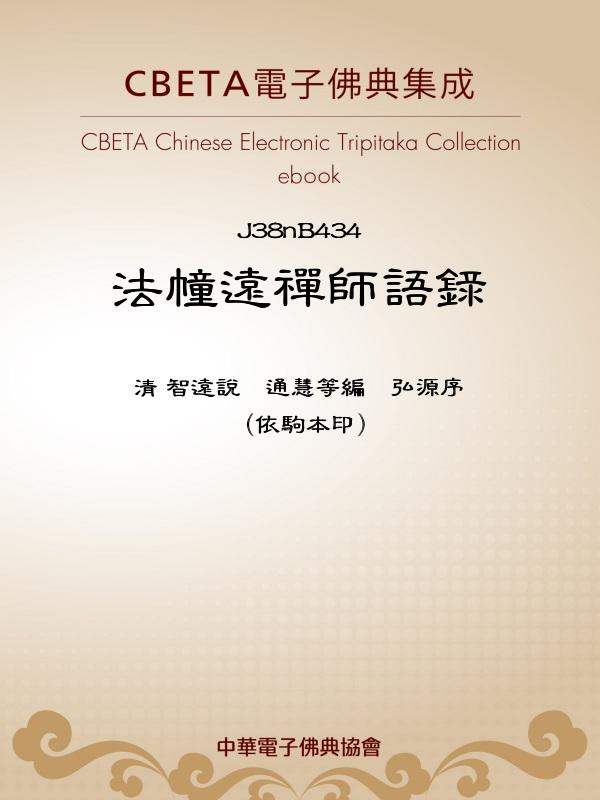 CBETA電子佛典集成
CBETA Chinese Electronic Tripitaka Collection
ebook
J38nB434
法幢遠禪師語錄
清 智遠說 通慧等編 弘源序
(依駒本印)
中華電子佛典協會